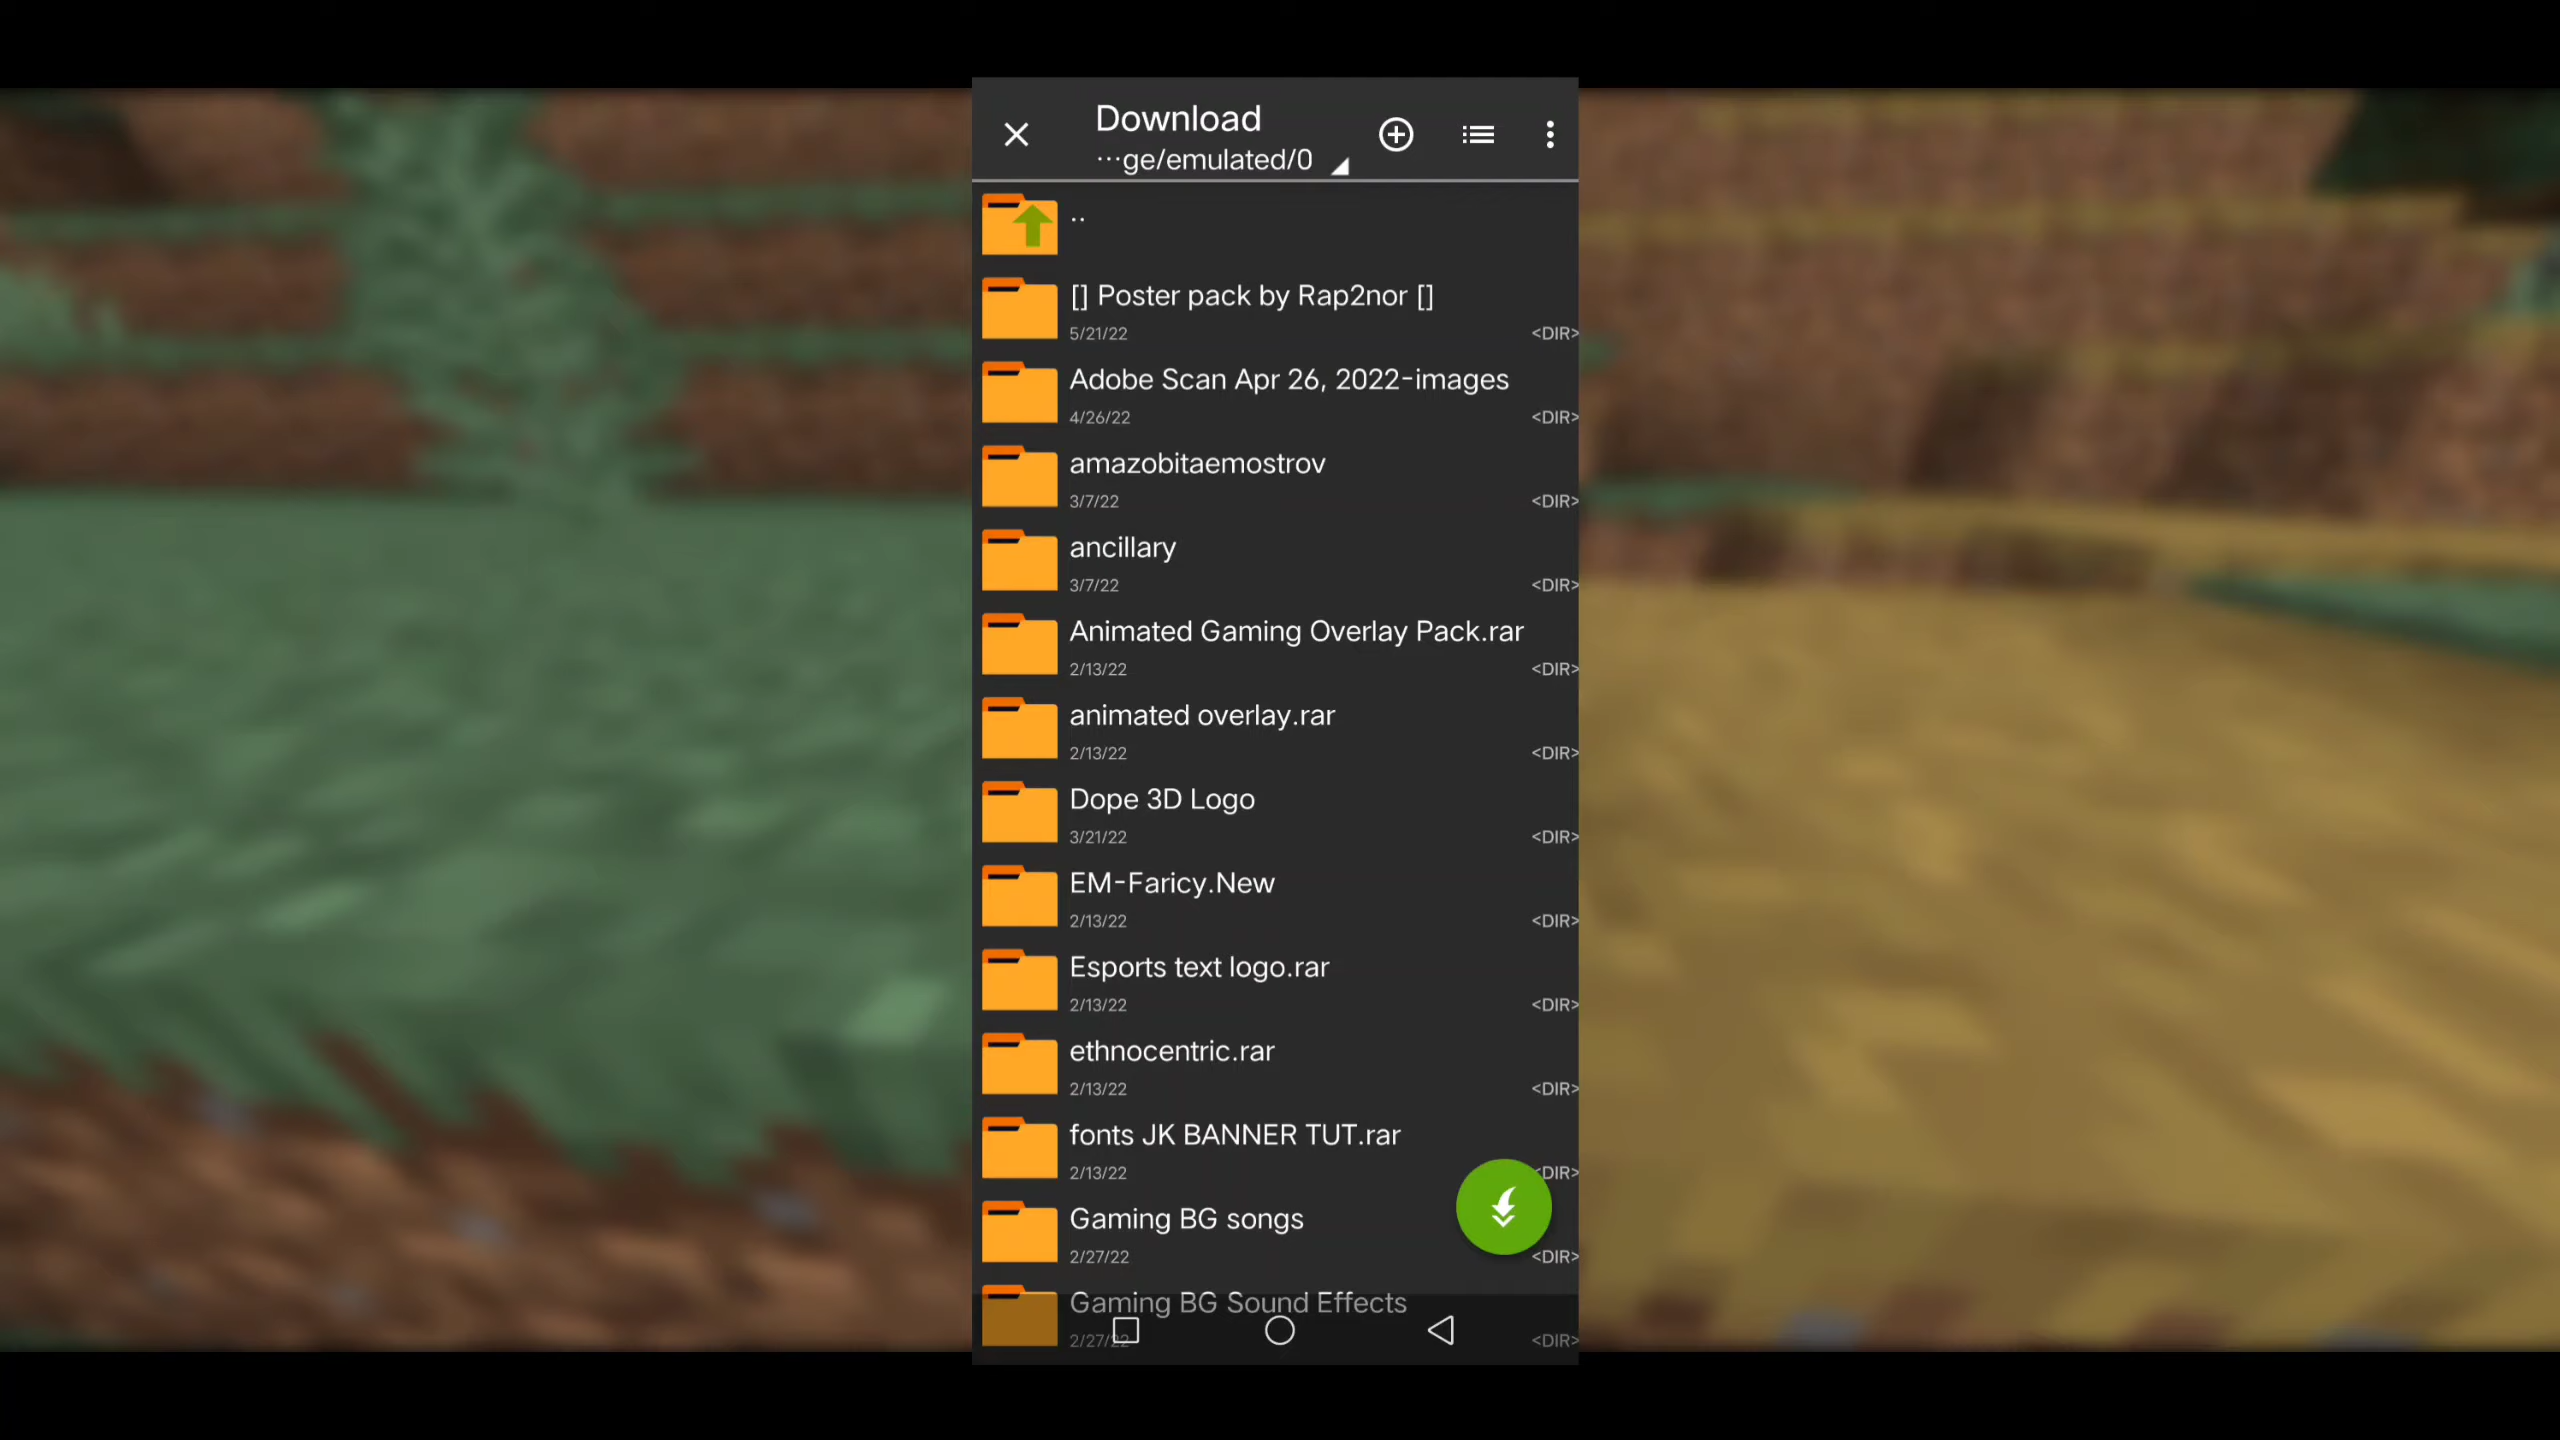 Download
...ge/emulated/0
..
[] Poster pack by Rap2nor []
5/21/22
<DIR>
Adobe Scan Apr 26, 2022-images
4/26/22
<DIR>
amazobitaemostrov
3/7/22
<DIR>
ancillary
3/7/22
<DIR>
Animated Gaming Overlay Pack.rar
2/13/22
<DIR>
animated overlay.rar
2/13/22
<DIR>
Dope 3D Logo
3/21/22
<DIR>
EM-Faricy.New
2/13/22
<DIR>
Esports text logo.rar
2/13/22
<DIR>
ethnocentric.rar
2/13/22
<DIR>
fonts JK BANNER TUT.rar
2/13/22
<DIR>
Gaming BG songs
2/27/22
<DIR>
Gaming BG Sound Effects
2/27/22
<DIR>